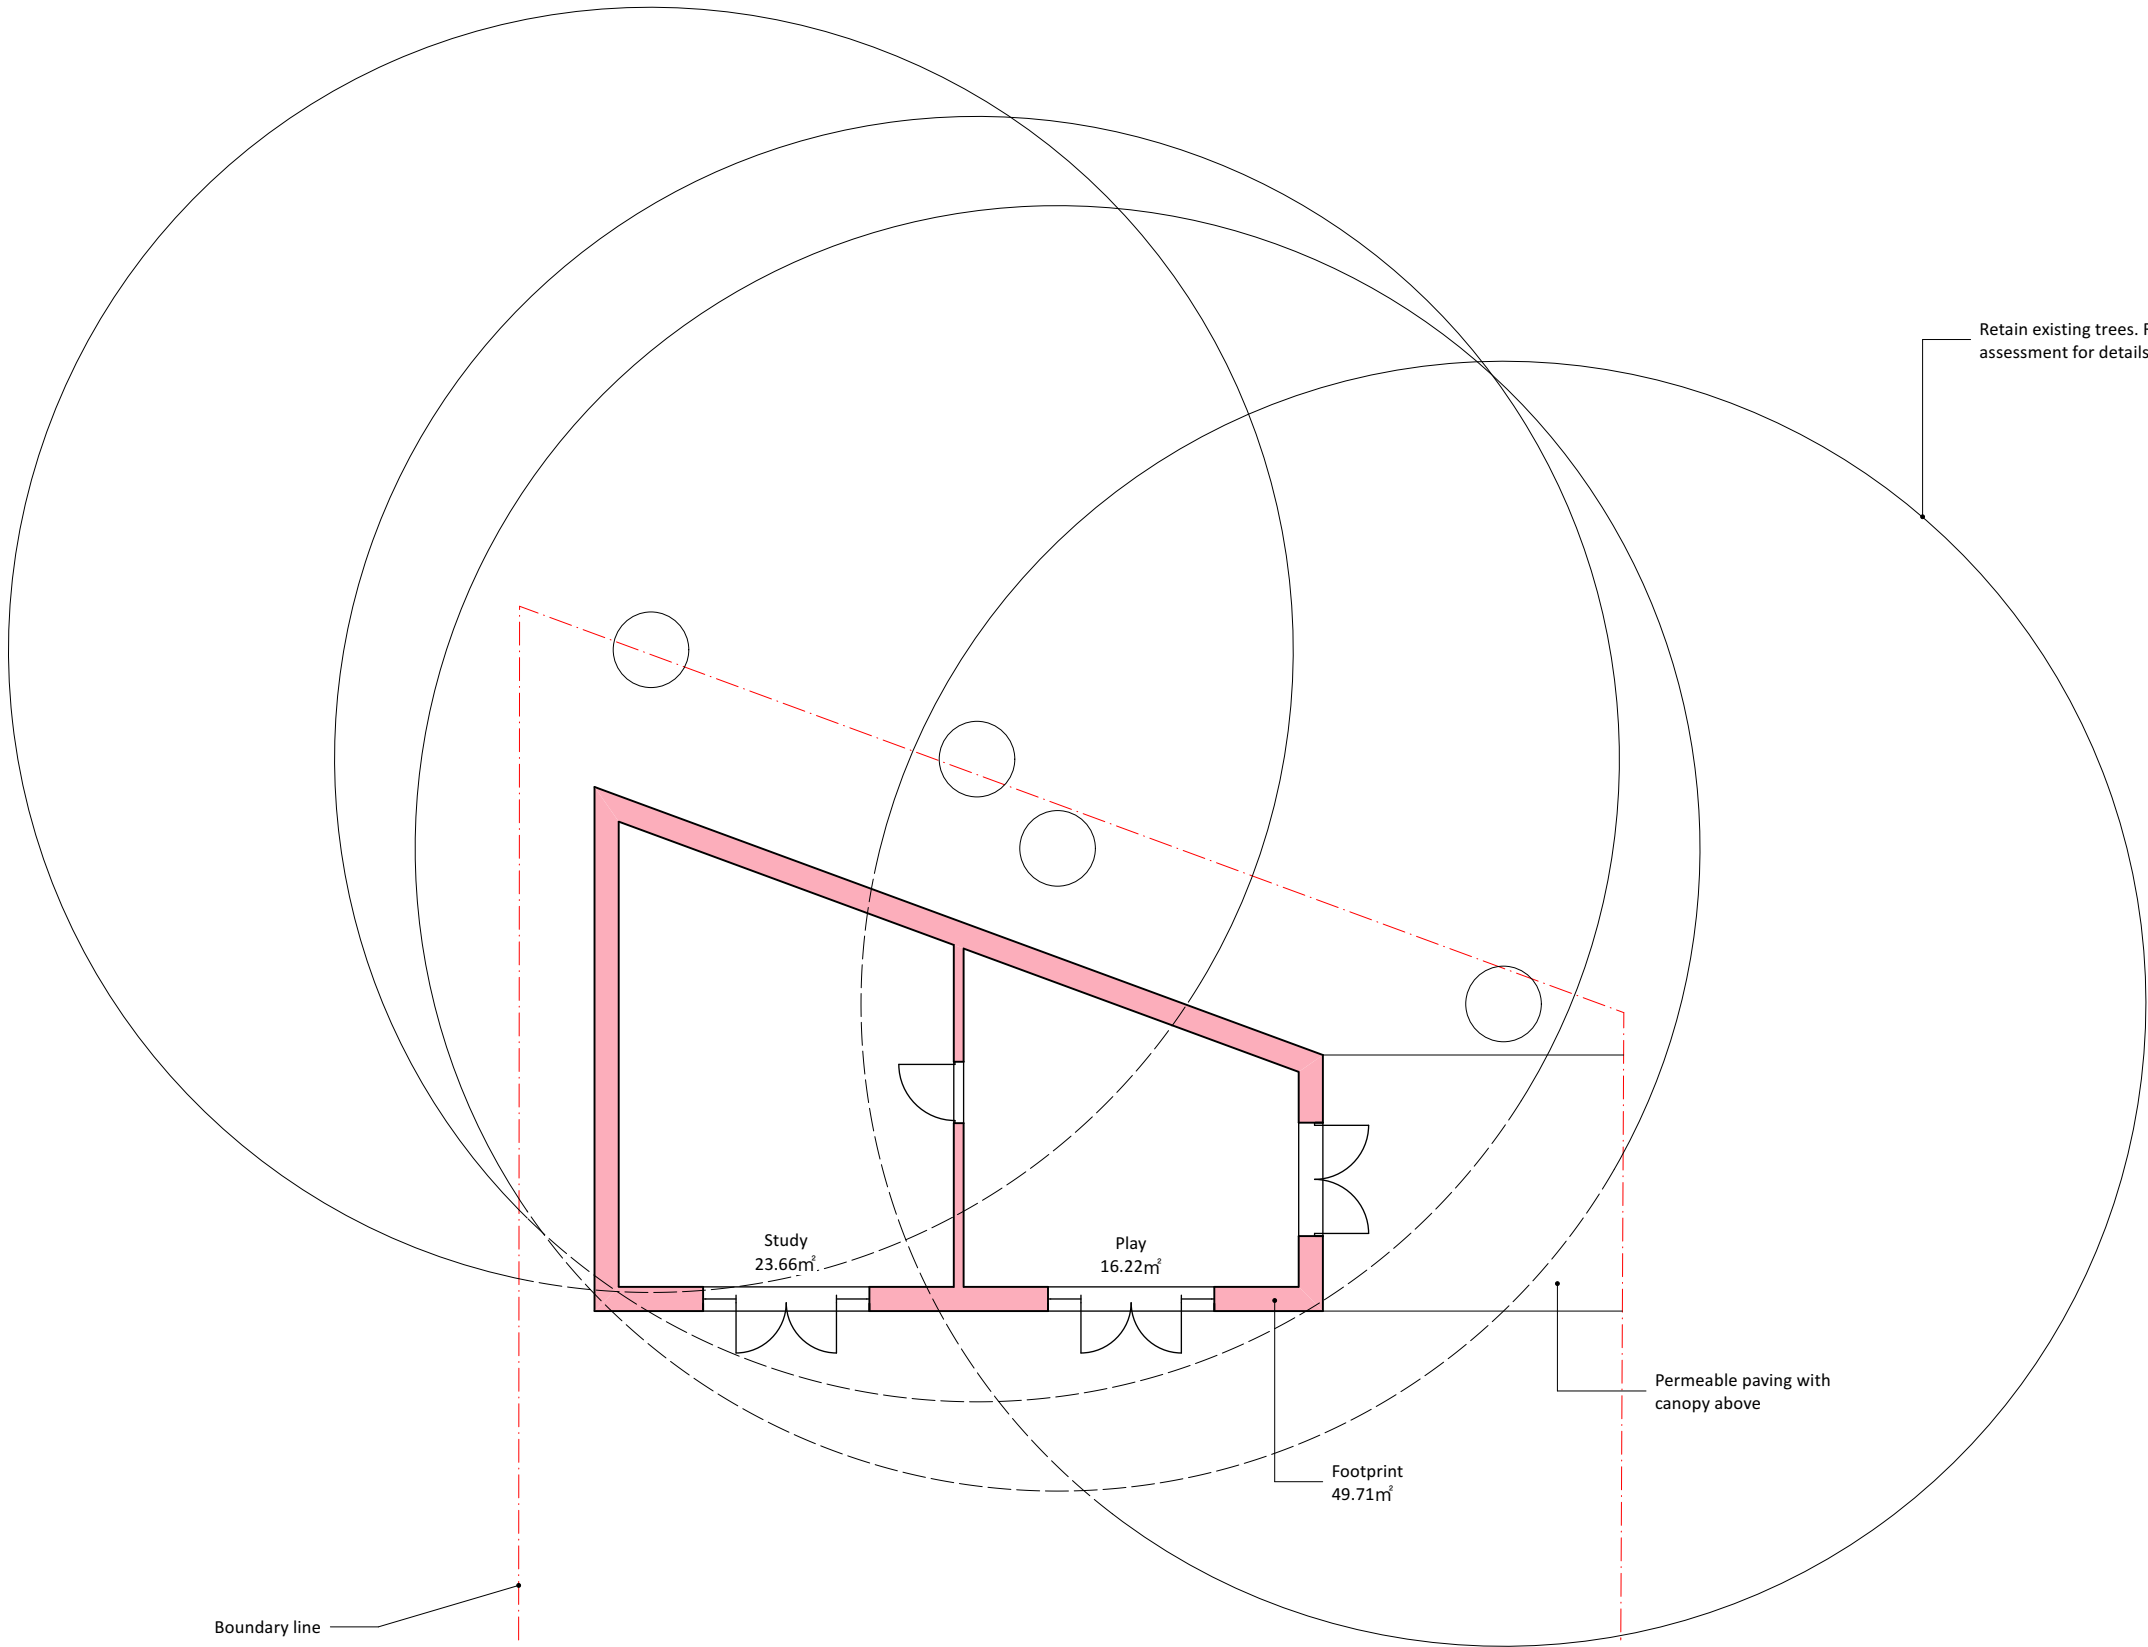 Retain existing trees.
assessment for details
Study
23.66m²
Play
16.22m²
Permeable paving with
canopy above
Footprint
49.71m²
Boundary line